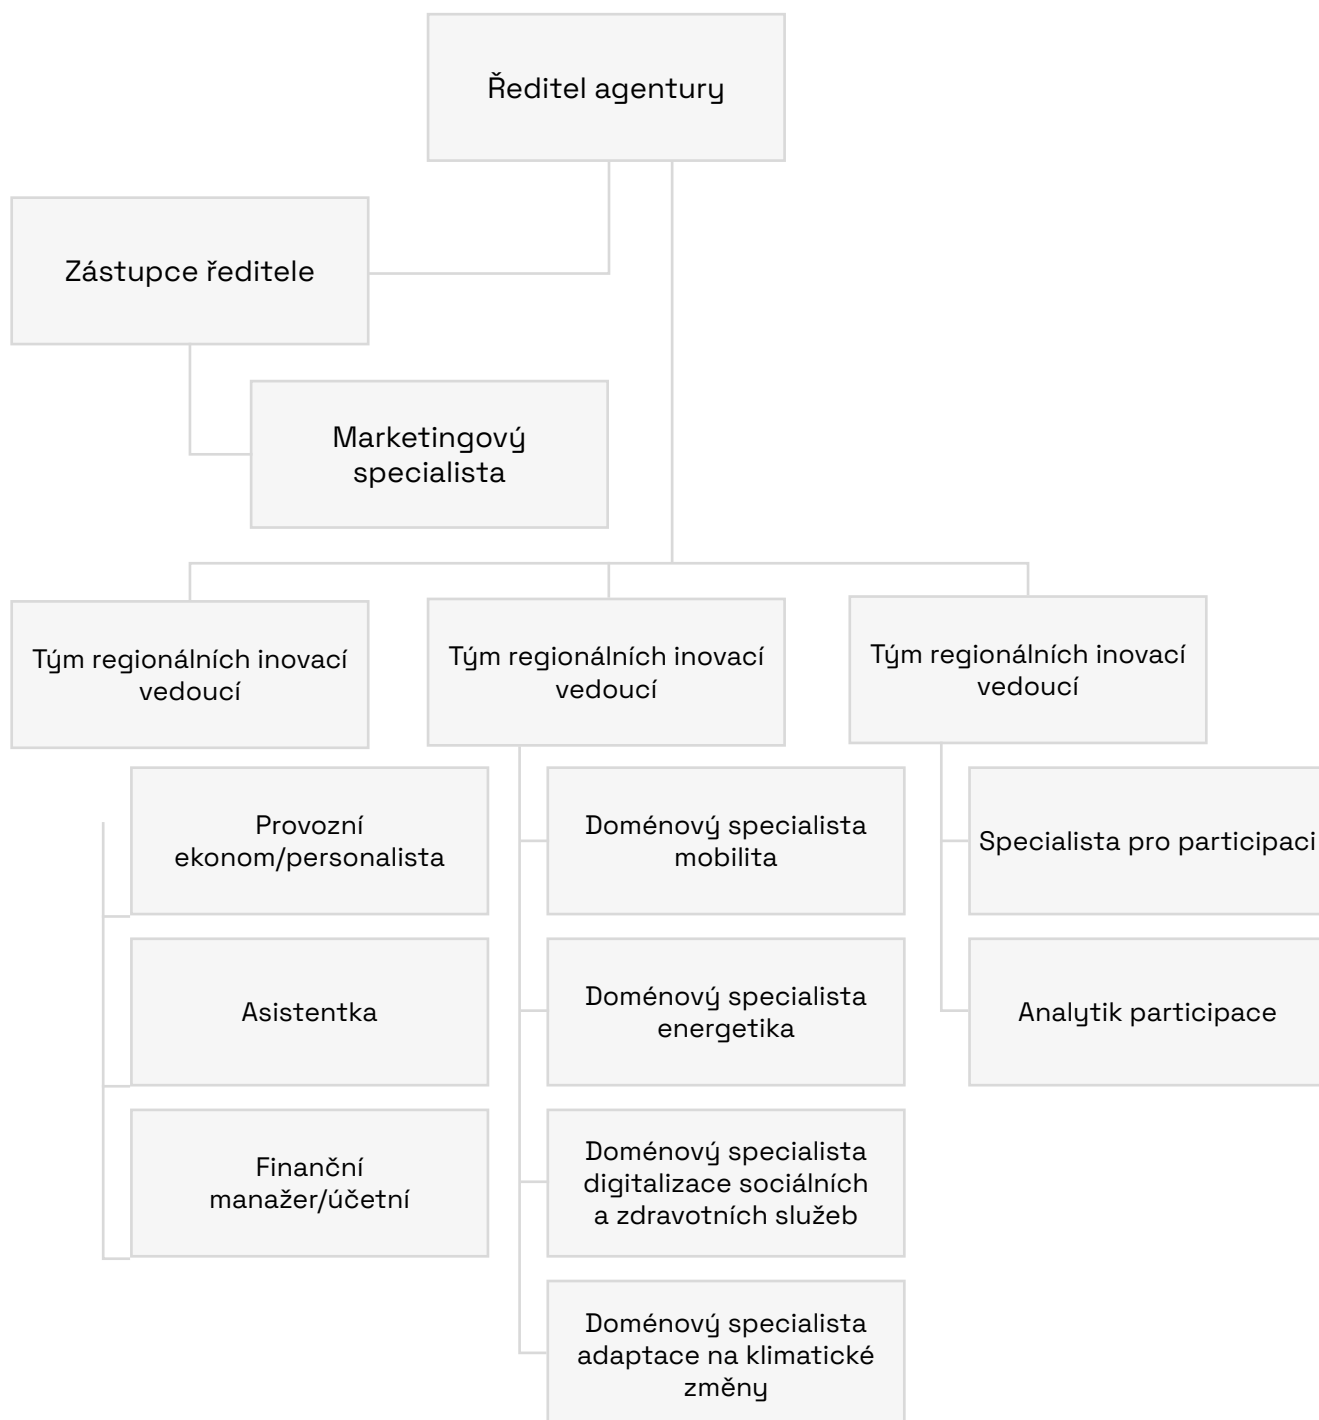 Ředitel agentury
Zástupce ředitele
Marketingový
specialista
Tým regionálních inovací
vedoucí
Tým regionálních inovací
vedoucí
Tým regionálních inovací
vedoucí
Provozní
ekonom/personalista
Asistentka
Finanční
manažer/účetní
Doménový specialista
mobilita
Doménový specialista
energetika
Doménový specialista
digitalizace sociálních
a zdravotních služeb
Doménový specialista
adaptace na klimatické
změny
Specialista pro participaci
Analytik participace